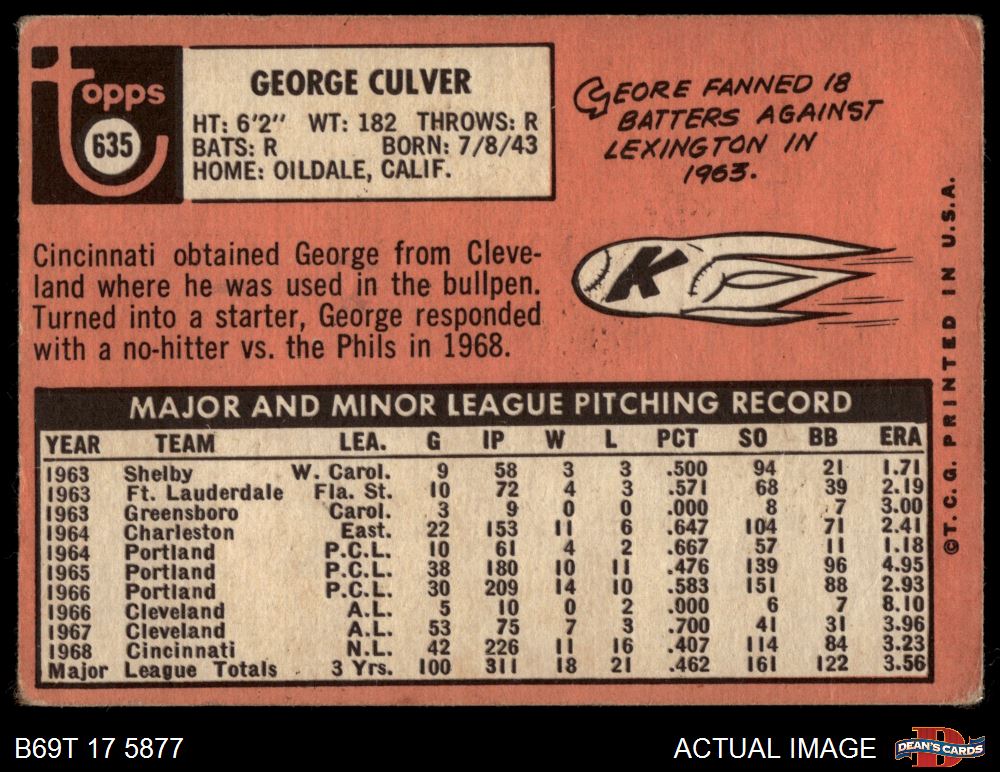 Topps
635
GEORGE CULVER
HT: 6'2" WT: 182 THROWS: R
BATS: R BORN: 7/8/43
HOME: OILDALE, CALIF.
GEORE FANNED 18
BATTERS AGAINST
LEXINGTON IN
1963.
K
Cincinnati obtained George from Cleve-
land where he was used in the bullpen.
Turned into a starter, George responded
with a no-hitter vs. the Phils in 1968.
MAJOR AND MINOR LEAGUE PITCHING RECORD
YEAR TEAM LEA. G IP W L PCT SO BB ERA
1963 Shelby W. Carol. 9 58 3 3 .500 94 21 1.71
1963 Ft. Lauderdale Fla. St. 10 72 4 3 .571 68 39 2.19
1963 Greensboro Carol. 3 9 0 0 .000 8 7 3.00
1964 Charleston East. 22 153 11 6 .647 104 71 2.41
1964 Portland P.C.L. 10 61 4 2 .667 57 11 1.18
1965 Portland P.C.L. 38 180 10 11 .476 139 96 4.95
1966 Portland P.C.L. 30 209 14 10 .583 151 88 2.93
1966 Cleveland A.L. 5 10 0 2 .000 6 7 8.10
1967 Cleveland A.L. 53 75 7 3 .700 41 31 3.96
1968 Cincinnati N.L. 42 226 11 16 .407 114 84 3.23
Major League Totals 3 Yrs. 100 311 18 21 .462 161 122 3.56
©T.C.G. PRINTED IN U.S.A.
B69T 17 5877
ACTUAL IMAGE
D
DEAN'S CARDS